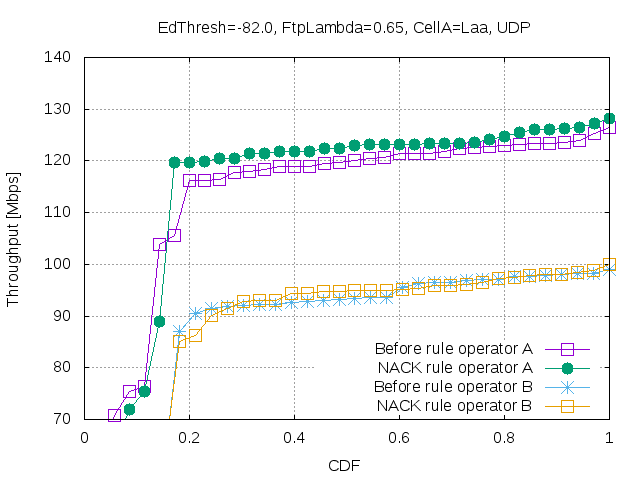 EdThresh=-82.0, FtpLambda=0.65, CellA=Laa, UDP
140
130
120
110
100
90
80
70
Throughput [Mbps]
Before rule operator A
NACK rule operator A
Before rule operator B
NACK rule operator B
0
0.2
0.4
0.6
0.8
1
CDF